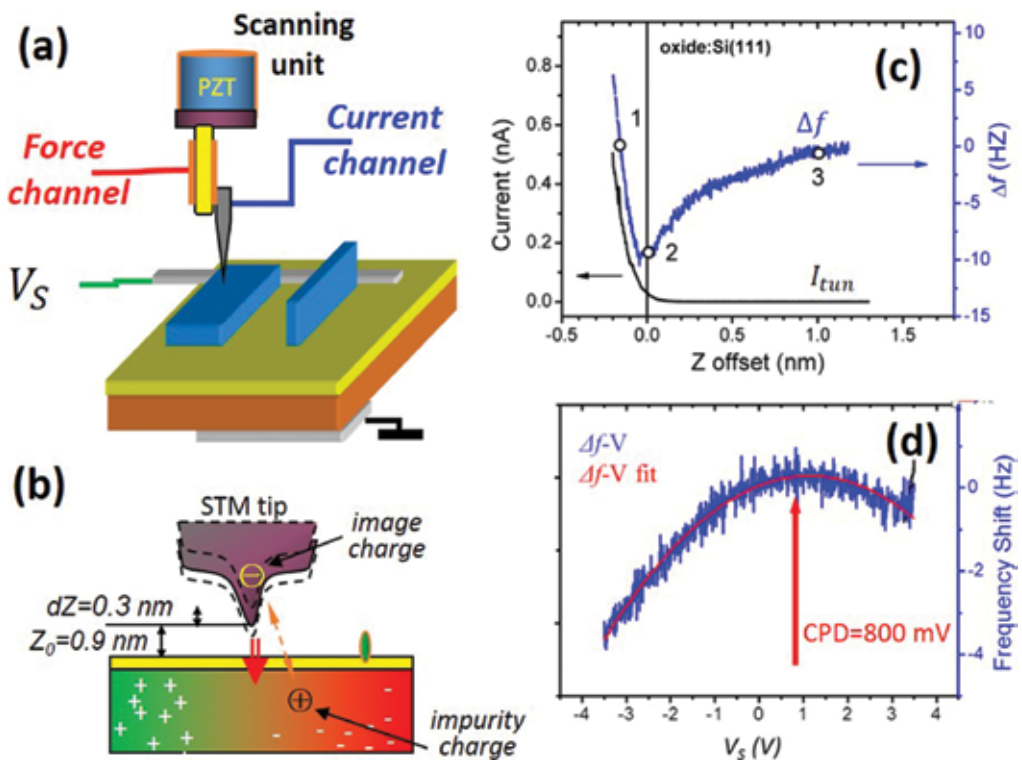 (a)
Scanning
unit
PZT
Force
channel
Current
channel
V_S
(b)
STM tip
image
charge
dZ=0.3 nm
Z_0=0.9 nm
impurity
charge
+ + + + + + + +
- - - - - - - -
(c)
oxide:Si(111)
Current (nA)
0.8
0.6
0.4
0.2
0.0
-0.5 0.0 0.5 1.0 1.5
Z offset (nm)
1
2
3
Δf
I_tun
10
5
0
-5
-10
-15
Δf (HZ)
(d)
Δf-V
Δf-V fit
CPD=800 mV
0
-2
-4
Frequency Shift (Hz)
-4 -3 -2 -1 0 1 2 3 4
V_S (V)